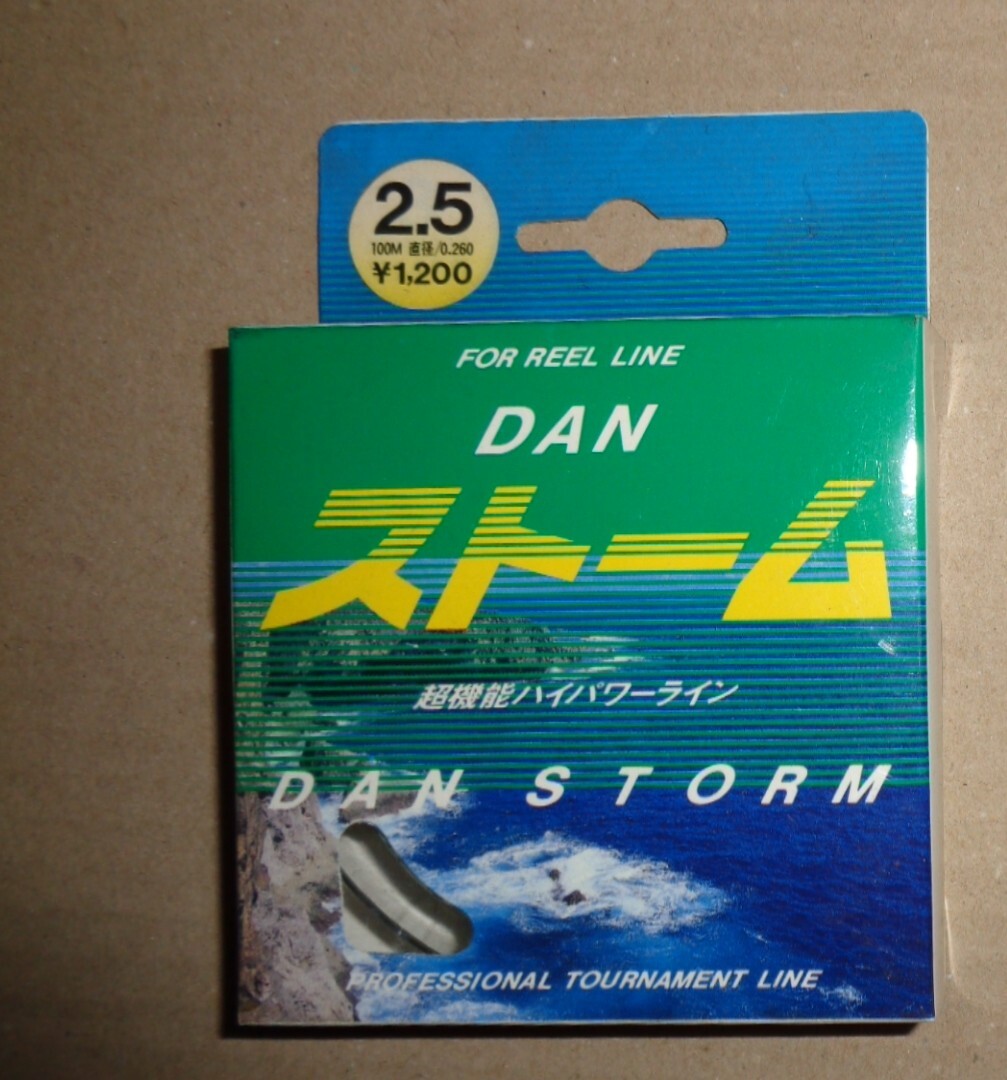 2.5
100M 直径/0.260
¥1,200
FOR REEL LINE
DAN
ストーム
超機能ハイパワーライン
DAN STORM
PROFESSIONAL TOURNAMENT LINE